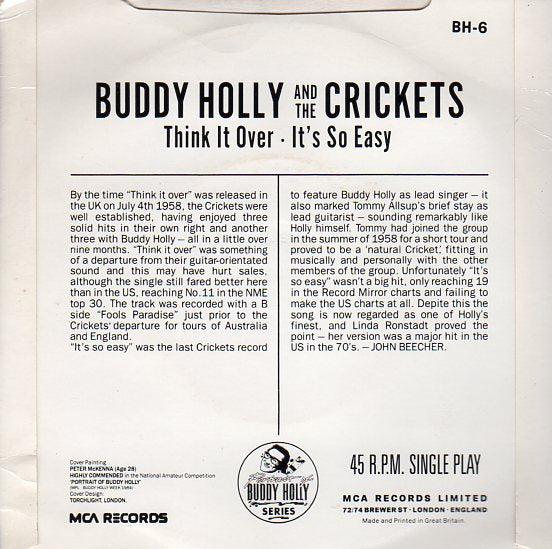 BH-6
BUDDY HOLLY AND THE CRICKETS
Think It Over · It's So Easy
By the time "Think it over" was released in
the UK on July 4th 1958, the Crickets were
well established, having enjoyed three
solid hits in their own right and another
three with Buddy Holly — all in a little over
nine months. "Think it over" was something
of a departure from their guitar-orientated
sound and this may have hurt sales,
although the single still fared better here
than in the US, reaching No.11 in the NME
top 30. The track was recorded with a B
side "Fools Paradise" just prior to the
Crickets' departure for tours of Australia
and England.
"It's so easy" was the last Crickets record
to feature Buddy Holly as lead singer — it
also marked Tommy Allsup's brief stay as
lead guitarist — sounding remarkably like
Holly himself. Tommy had joined the group
in the summer of 1958 for a short tour and
proved to be a 'natural Cricket,' fitting in
musically and personally with the other
members of the group. Unfortunately "It's
so easy" wasn't a big hit, only reaching 19
in the Record Mirror charts and failing to
make the US charts at all. Depite this the
song is now regarded as one of Holly's
finest, and Linda Ronstadt proved the
point — her version was a major hit in the
US in the 70's. — JOHN BEECHER.
Cover Painting
PETER McKENNA (Age 28)
HIGHLY COMMENDED in the National Amateur Competition
'PORTRAIT OF BUDDY HOLLY'
(MPL · BUDDY HOLLY WEEK 1984)
Cover Design:
TORCHLIGHT, LONDON.
MCA RECORDS
BUDDY HOLLY
SERIES
45 R.P.M. SINGLE PLAY
MCA RECORDS LIMITED
72/74 BREWER ST · LONDON · ENGLAND
Made and Printed in Great Britain.